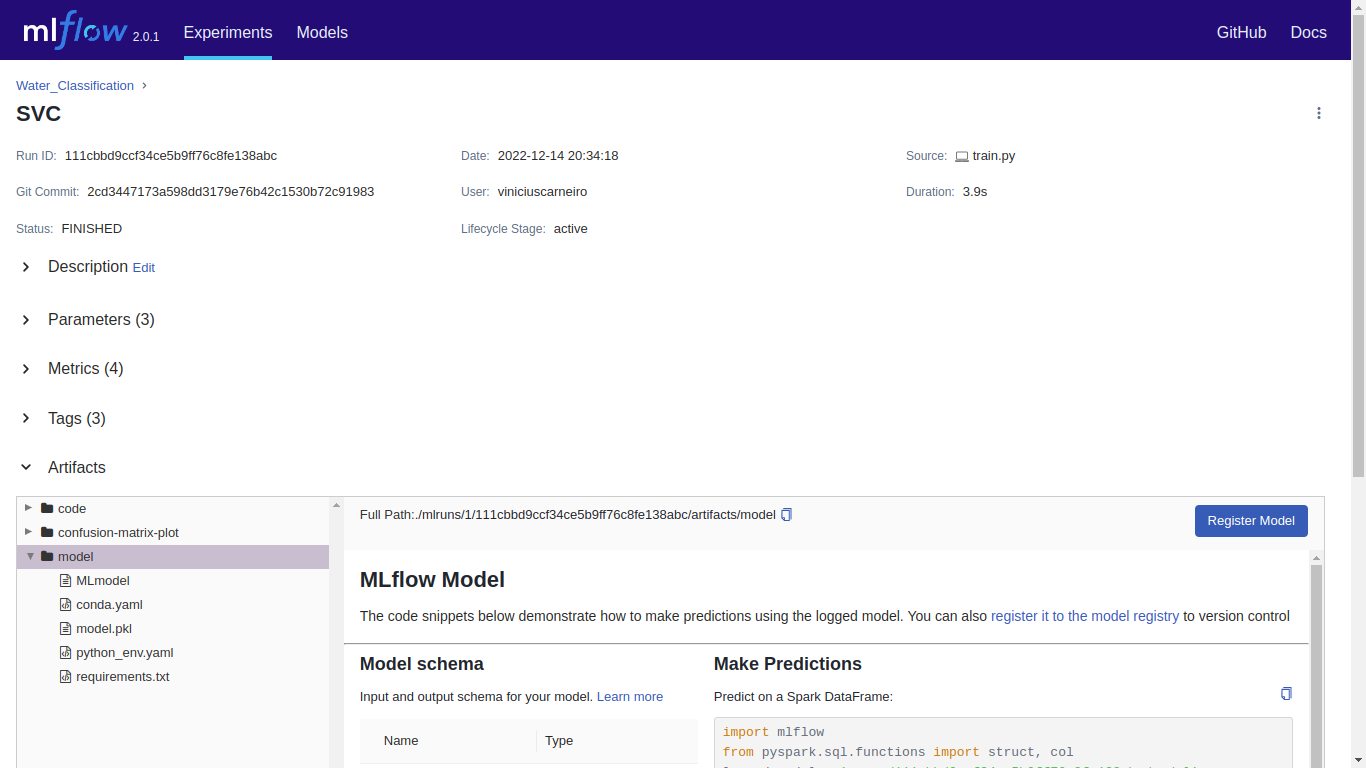 mlflow 2.0.1 Experiments Models GitHub Docs
Water_Classification ›
SVC
Run ID: 111cbbd9ccf34ce5b9ff76c8fe138abc Date: 2022-12-14 20:34:18 Source: train.py
Git Commit: 2cd3447173a598dd3179e76b42c1530b72c91983 User: viniciuscarneiro Duration: 3.9s
Status: FINISHED Lifecycle Stage: active
Description Edit
Parameters (3)
Metrics (4)
Tags (3)
Artifacts
code
confusion-matrix-plot
model
MLmodel
conda.yaml
model.pkl
python_env.yaml
requirements.txt
Full Path:./mlruns/1/111cbbd9ccf34ce5b9ff76c8fe138abc/artifacts/model
Register Model
MLflow Model
The code snippets below demonstrate how to make predictions using the logged model. You can also register it to the model registry to version control
Model schema
Input and output schema for your model. Learn more
Name Type
Make Predictions
Predict on a Spark DataFrame:
import mlflow
from pyspark.sql.functions import struct, col